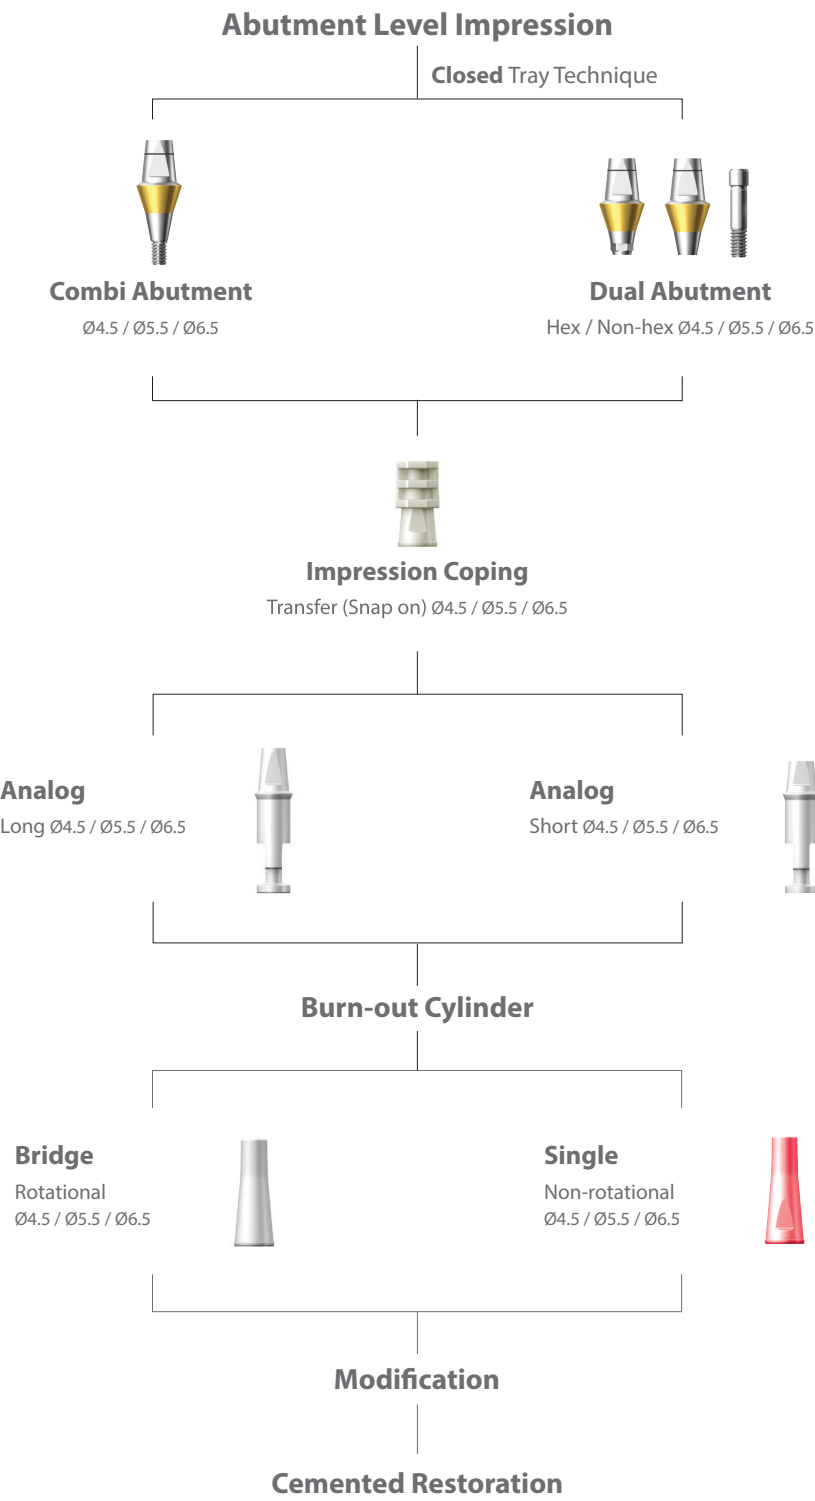 Abutment Level Impression
Closed Tray Technique
Combi Abutment
Ø4.5 / Ø5.5 / Ø6.5
Dual Abutment
Hex / Non-hex Ø4.5 / Ø5.5 / Ø6.5
Impression Coping
Transfer (Snap on) Ø4.5 / Ø5.5 / Ø6.5
Analog
Long Ø4.5 / Ø5.5 / Ø6.5
Analog
Short Ø4.5 / Ø5.5 / Ø6.5
Burn-out Cylinder
Bridge
Rotational
Ø4.5 / Ø5.5 / Ø6.5
Single
Non-rotational
Ø4.5 / Ø5.5 / Ø6.5
Modification
Cemented Restoration